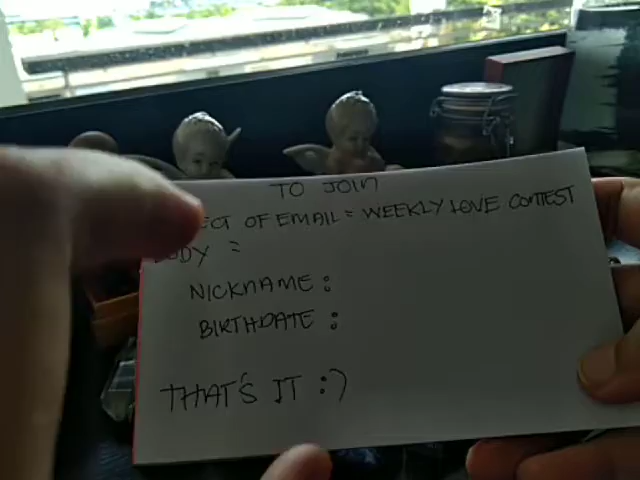 TO JOIN
OF EMAIL = WEEKLY LOVE CONTEST
=
NICKNAME :
BIRTHDATE :
THAT'S IT :)